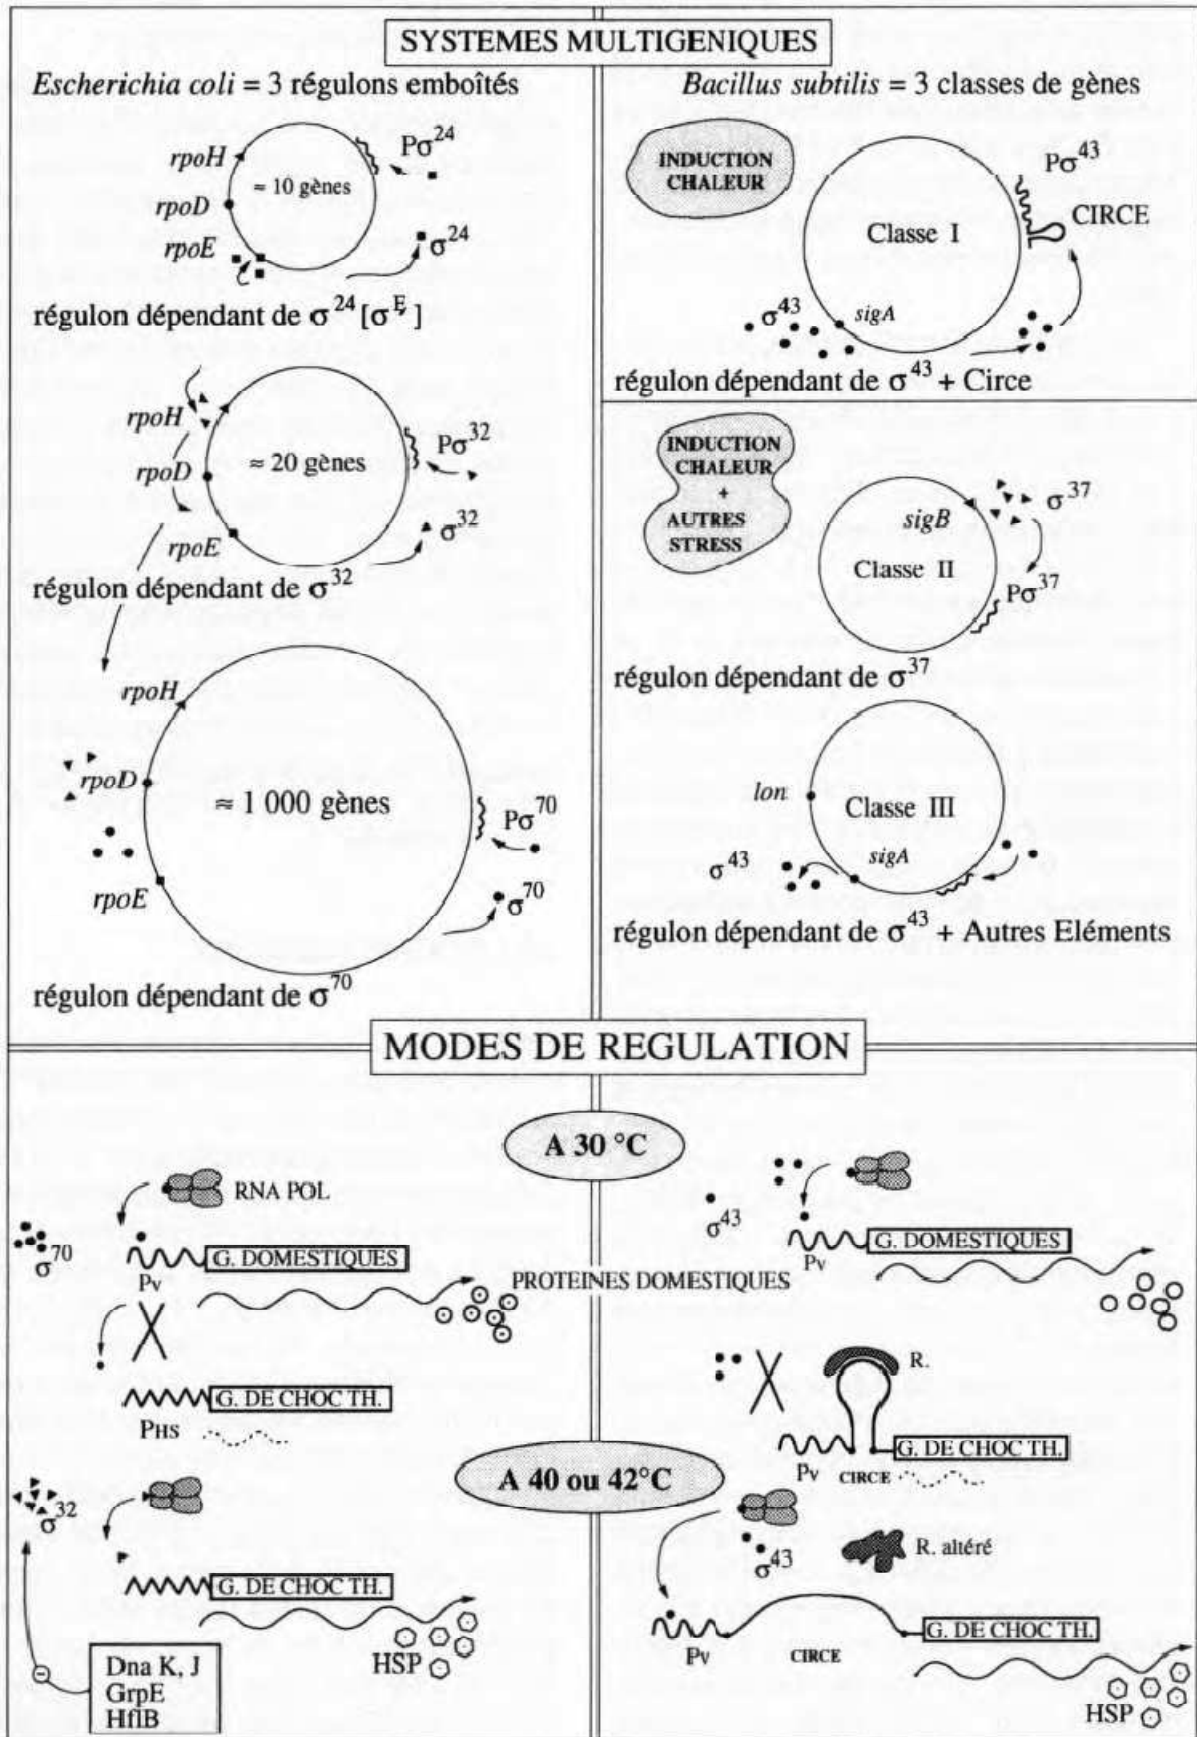 SYSTEMES MULTIGENIQUES
Escherichia coli = 3 régulons emboîtés
rpoH
rpoD
rpoE
≈ 10 gènes
Pσ²⁴
σ²⁴
régulon dépendant de σ²⁴ [σᴱ]
rpoH
rpoD
rpoE
≈ 20 gènes
Pσ³²
σ³²
régulon dépendant de σ³²
rpoH
rpoD
rpoE
≈ 1 000 gènes
Pσ⁷⁰
σ⁷⁰
régulon dépendant de σ⁷⁰
Bacillus subtilis = 3 classes de gènes
INDUCTION
CHALEUR
Classe I
Pσ⁴³
CIRCE
σ⁴³
sigA
régulon dépendant de σ⁴³ + Circe
INDUCTION
CHALEUR
+
AUTRES
STRESS
sigB
σ³⁷
Classe II
Pσ³⁷
régulon dépendant de σ³⁷
lon
Classe III
sigA
σ⁴³
régulon dépendant de σ⁴³ + Autres Eléments
MODES DE REGULATION
A 30 °C
RNA POL
σ⁷⁰
G. DOMESTIQUES
Pv
PROTEINES DOMESTIQUES
G. DE CHOC TH.
PHS
σ⁴³
G. DOMESTIQUES
Pv
R.
G. DE CHOC TH.
Pv
CIRCE
A 40 ou 42°C
σ³²
G. DE CHOC TH.
HSP
Dna K, J
GrpE
HflB
σ⁴³
R. altéré
G. DE CHOC TH.
Pv
CIRCE
HSP